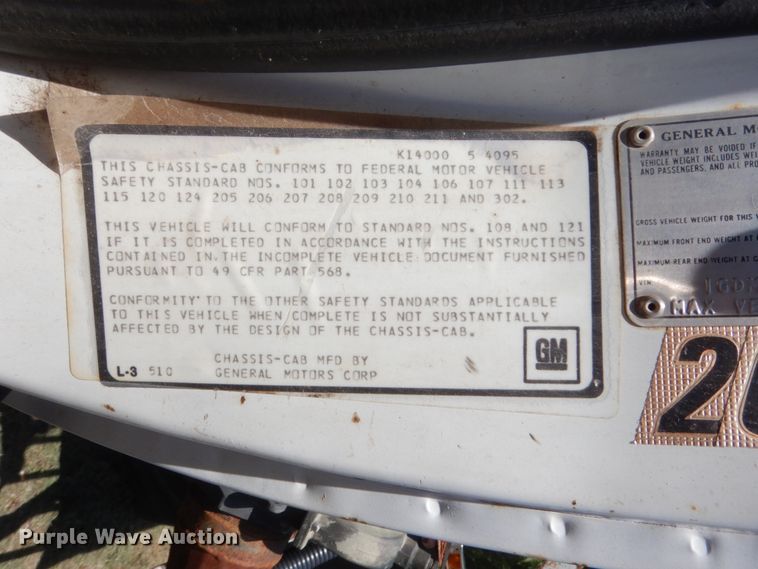 K14000 5 4095
THIS CHASSIS-CAB CONFORMS TO FEDERAL MOTOR VEHICLE
SAFETY STANDARD NOS. 101 102 103 104 106 107 111 113
115 120 124 205 206 207 208 209 210 211 AND 302.
THIS VEHICLE WILL CONFORM TO STANDARD NOS. 108 AND 121
IF IT IS COMPLETED IN ACCORDANCE WITH THE INSTRUCTIONS
CONTAINED IN THE INCOMPLETE VEHICLE DOCUMENT FURNISHED
PURSUANT TO 49 CFR PART 568.
CONFORMITY TO THE OTHER SAFETY STANDARDS APPLICABLE
TO THIS VEHICLE WHEN COMPLETE IS NOT SUBSTANTIALLY
AFFECTED BY THE DESIGN OF THE CHASSIS-CAB.
CHASSIS-CAB MFD BY
GENERAL MOTORS CORP
L-3 510
GM
GENERAL
WARRANTY MAY BE VOIDED IF
VEHICLE WEIGHT INCLUDES
AND PASSENGERS, AND ALL
GROSS VEHICLE WEIGHT FOR THIS
MAXIMUM FRONT END WEIGHT AT
MAXIMUM REAR END WEIGHT AT
VIN
MAX
2
Purple Wave Auction